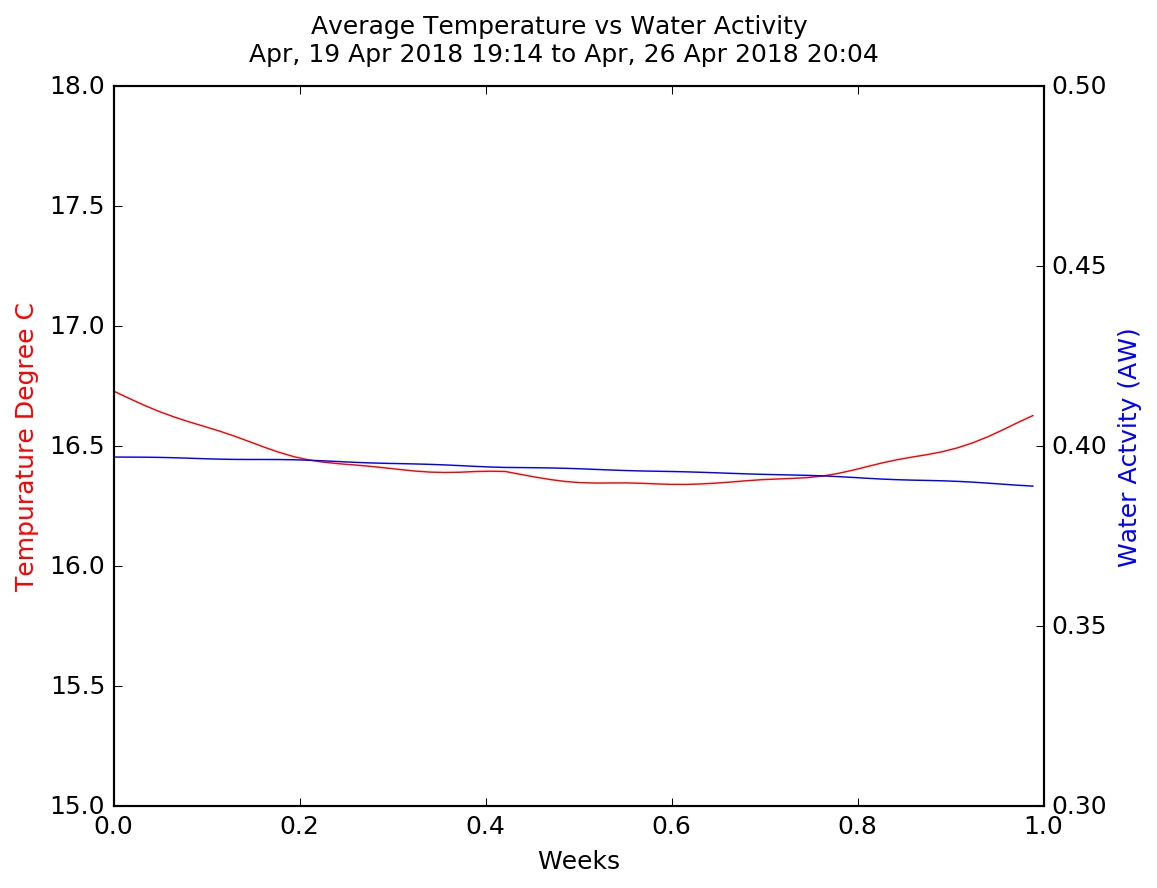 Average Temperature vs Water Activity
Apr, 19 Apr 2018 19:14 to Apr, 26 Apr 2018 20:04
18.0
17.5
17.0
16.5
16.0
15.5
15.0
Tempurature Degree C
0.50
0.45
0.40
0.35
0.30
Water Actvity (AW)
0.0 0.2 0.4 0.6 0.8 1.0
Weeks